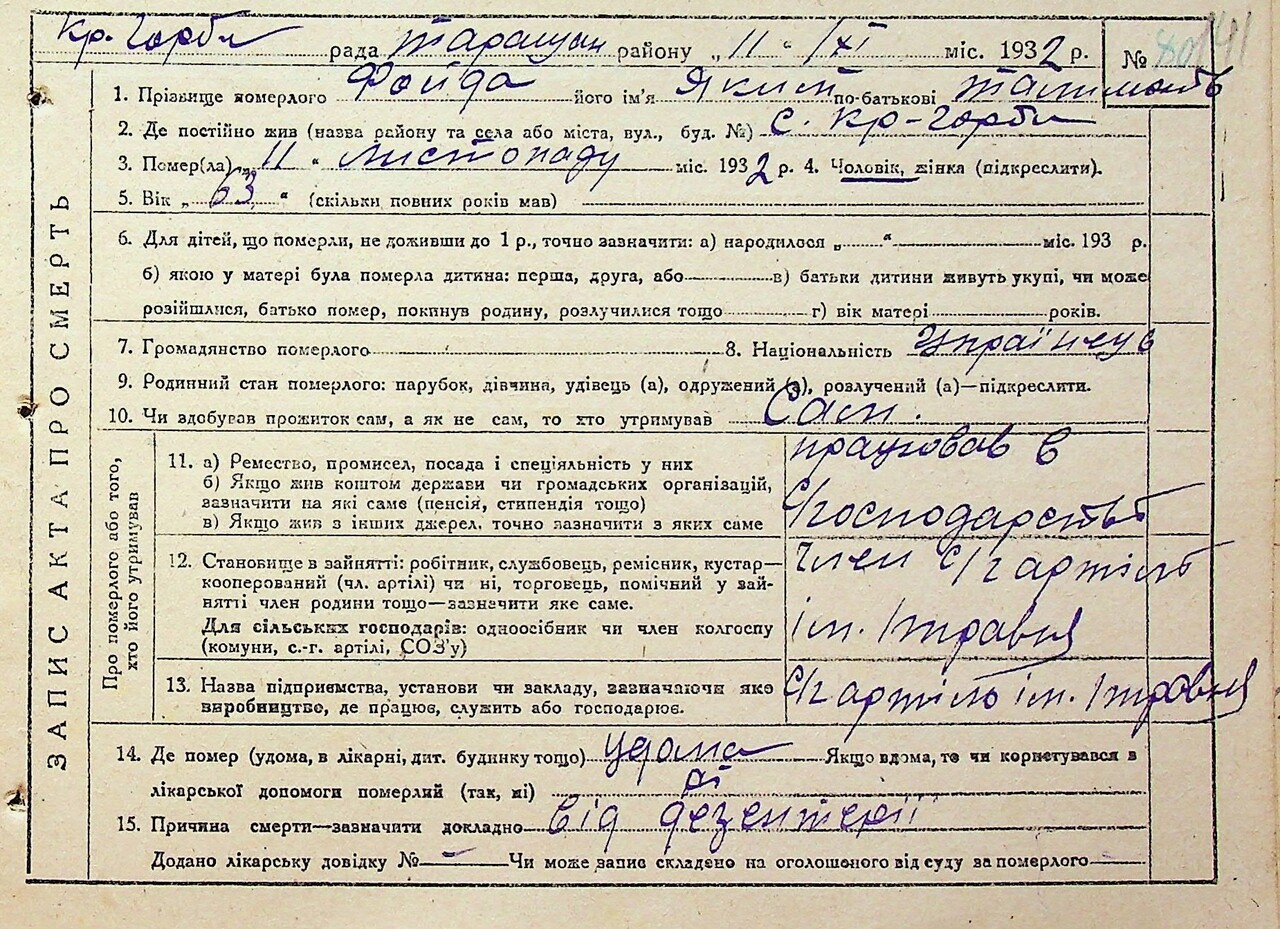 Кр-Горби рада Таращан району „ 11 “ /XI міс. 1932 р. № 80 141
1. Прізвище померлого Фойда його ім'я Яким по-батькові
2. Де постійно жив (назва району та села або міста, вул., буд. №) с. Кр-Горби
3. Помер(ла) „ 11 “ листопаду міс. 1932 р. 4. Чоловік, жінка (підкреслити).
5. Вік „ 63 “ (скільки повних років мав)
6. Для дітей, що померли, не доживши до 1 р., точно зазначити: а) народилося „ “ міс. 193 р.
б) якою у матері була померла дитина: перша, друга, або в) батьки дитини живуть укупі, чи може
розійшлися, батько помер, покинув родину, розлучилися тощо г) вік матері років.
7. Громадянство померлого 8. Національність Українець
9. Родинний стан померлого: парубок, дівчина, удівець (а), одружений (а), розлучений (а)—підкреслити.
10. Чи здобував прожиток сам, а як не сам, то хто утримував Сам.
ЗАПИС АКТА ПРО СМЕРТЬ
Про померлого або того,
хто його утримував
11. а) Ремество, промисел, посада і спеціяльність у них
б) Якщо жив коштом держави чи громадських організацій,
зазначити на які саме (пенсія, стипендія тощо)
в) Якщо жив з інших джерел, точно зазначити з яких саме
працював в
с/господарстві
12. Становище в зайнятті: робітник, службовець, ремісник, кустар—
кооперований (чл. артілі) чи ні, торговець, помічний у зай-
нятті член родини тощо—зазначити яке саме.
Для сільських господарів: одноосібник чи член колгоспу
(комуни, с.-г. артілі, СОЗ'у)
член с/г артілі
ім. 1 травня
13. Назва підприємства, установи чи закладу, зазначаючи яке
виробництво, де працює, служить або господарює.
с/г артіль ім. 1 травня
14. Де помер (удома, в лікарні, дит. будинку тощо) удома Якщо вдома, то чи користувався в
лікарської допомоги померлий (так, ні) ні
15. Причина смерти—зазначити докладно від дезентерії
Додано лікарську довідку № — Чи може запис складено на оголошеного від суду за померлого